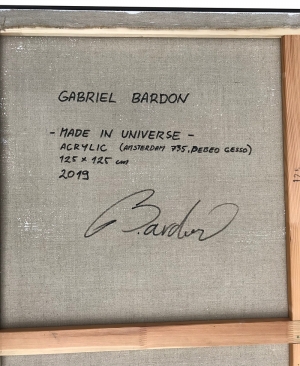 GABRIEL BARDON
- MADE IN UNIVERSE -
ACRYLIC (AMSTERDAM 735, PEBEO GESSO)
125 x 125 cm
2019
Bardon